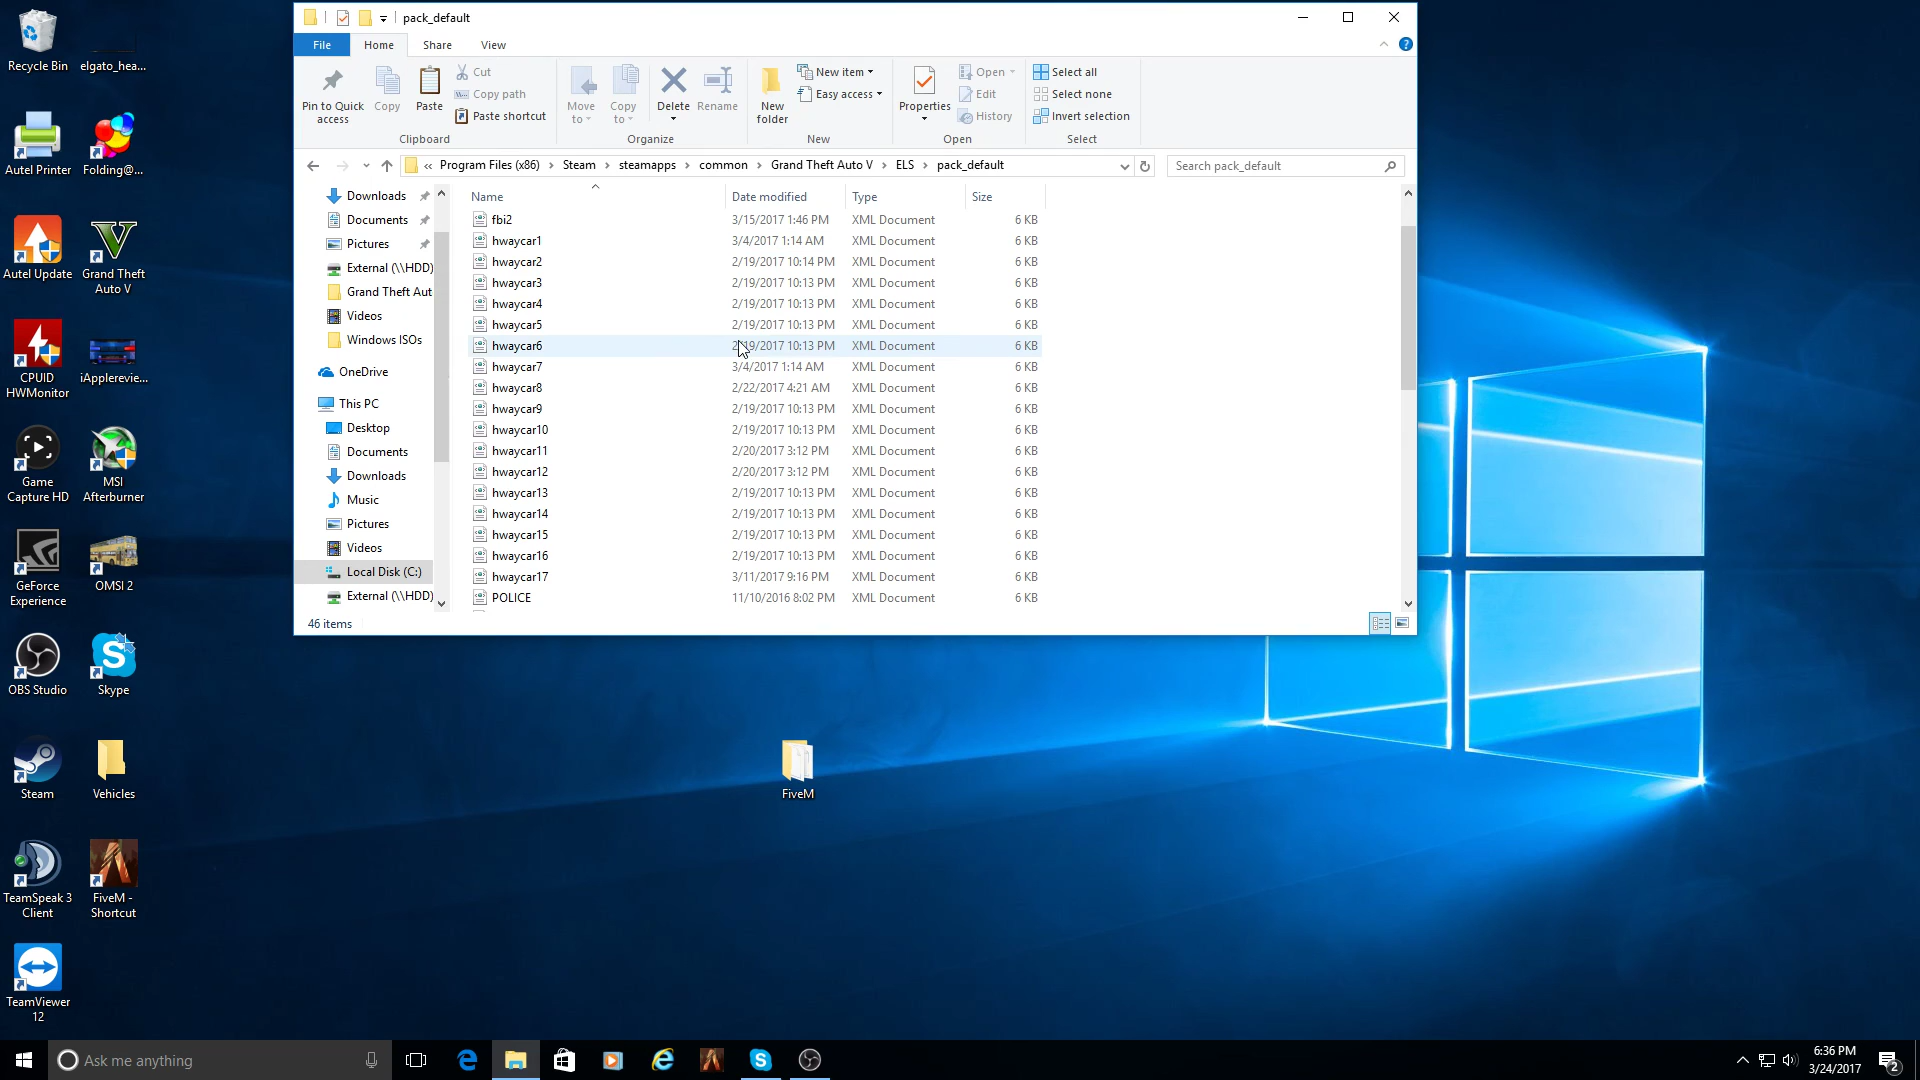 Recycle Bin
elgato_hea...
Autel Printer
Folding@...
Autel Update
Grand Theft
Auto V
CPUID
HWMonitor
iApplerevie...
Game
Capture HD
MSI
Afterburner
GeForce
Experience
OMSI 2
OBS Studio
Skype
Steam
Vehicles
TeamSpeak 3
Client
FiveM -
Shortcut
TeamViewer
12
FiveM
pack_default
File Home Share View
Pin to Quick
access
Copy
Paste
Cut
Copy path
Paste shortcut
Clipboard
Move
to
Copy
to
Delete
Rename
Organize
New
folder
New item
Easy access
New
Properties
Open
Edit
History
Open
Select all
Select none
Invert selection
Select
« Program Files (x86) > Steam > steamapps > common > Grand Theft Auto V > ELS > pack_default
Search pack_default
Downloads
Documents
Pictures
External (\\HDD)
Grand Theft Aut
Videos
Windows ISOs
OneDrive
This PC
Desktop
Documents
Downloads
Music
Pictures
Videos
Local Disk (C:)
External (\\HDD)
Name Date modified Type Size
fbi2 3/15/2017 1:46 PM XML Document 6 KB
hwaycar1 3/4/2017 1:14 AM XML Document 6 KB
hwaycar2 2/19/2017 10:14 PM XML Document 6 KB
hwaycar3 2/19/2017 10:13 PM XML Document 6 KB
hwaycar4 2/19/2017 10:13 PM XML Document 6 KB
hwaycar5 2/19/2017 10:13 PM XML Document 6 KB
hwaycar6 2/19/2017 10:13 PM XML Document 6 KB
hwaycar7 3/4/2017 1:14 AM XML Document 6 KB
hwaycar8 2/22/2017 4:21 AM XML Document 6 KB
hwaycar9 2/19/2017 10:13 PM XML Document 6 KB
hwaycar10 2/19/2017 10:13 PM XML Document 6 KB
hwaycar11 2/20/2017 3:12 PM XML Document 6 KB
hwaycar12 2/20/2017 3:12 PM XML Document 6 KB
hwaycar13 2/19/2017 10:13 PM XML Document 6 KB
hwaycar14 2/19/2017 10:13 PM XML Document 6 KB
hwaycar15 2/19/2017 10:13 PM XML Document 6 KB
hwaycar16 2/19/2017 10:13 PM XML Document 6 KB
hwaycar17 3/11/2017 9:16 PM XML Document 6 KB
POLICE 11/10/2016 8:02 PM XML Document 6 KB
46 items
Ask me anything
6:36 PM
3/24/2017
2